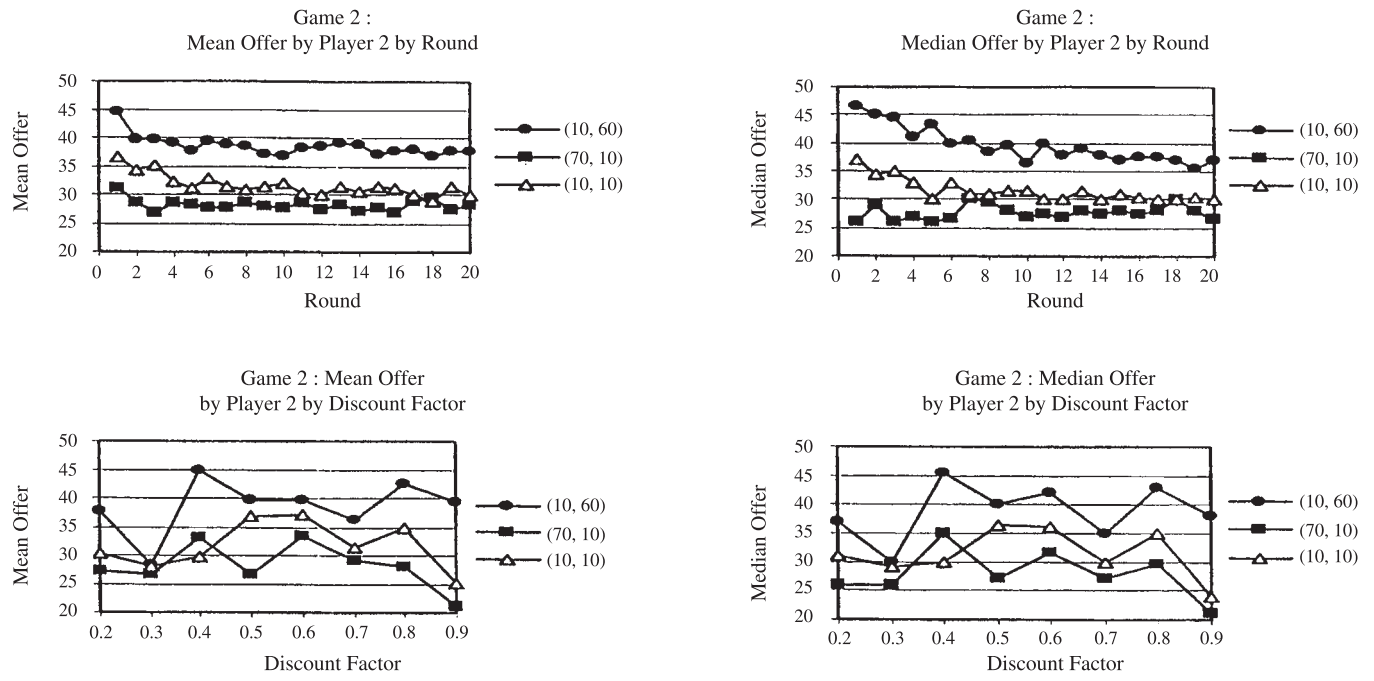 Game 2 :
Mean Offer by Player 2 by Round
Mean Offer
50
45
40
35
30
25
20
0 2 4 6 8 10 12 14 16 18 20
Round
(10, 60)
(70, 10)
(10, 10)
Game 2 :
Median Offer by Player 2 by Round
Median Offer
50
45
40
35
30
25
20
0 2 4 6 8 10 12 14 16 18 20
Round
(10, 60)
(70, 10)
(10, 10)
Game 2 : Mean Offer
by Player 2 by Discount Factor
Mean Offer
50
45
40
35
30
25
20
0.2 0.3 0.4 0.5 0.6 0.7 0.8 0.9
Discount Factor
(10, 60)
(70, 10)
(10, 10)
Game 2 : Median Offer
by Player 2 by Discount Factor
Median Offer
50
45
40
35
30
25
20
0.2 0.3 0.4 0.5 0.6 0.7 0.8 0.9
Discount Factor
(10, 60)
(70, 10)
(10, 10)